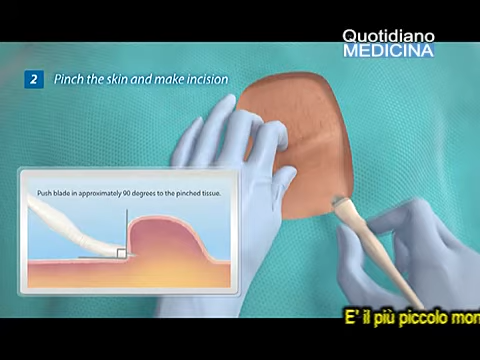 Quotidiano
MEDICINA
2 Pinch the skin and make incision
Push blade in approximately 90 degrees to the pinched tissue.
E' il più piccolo mon